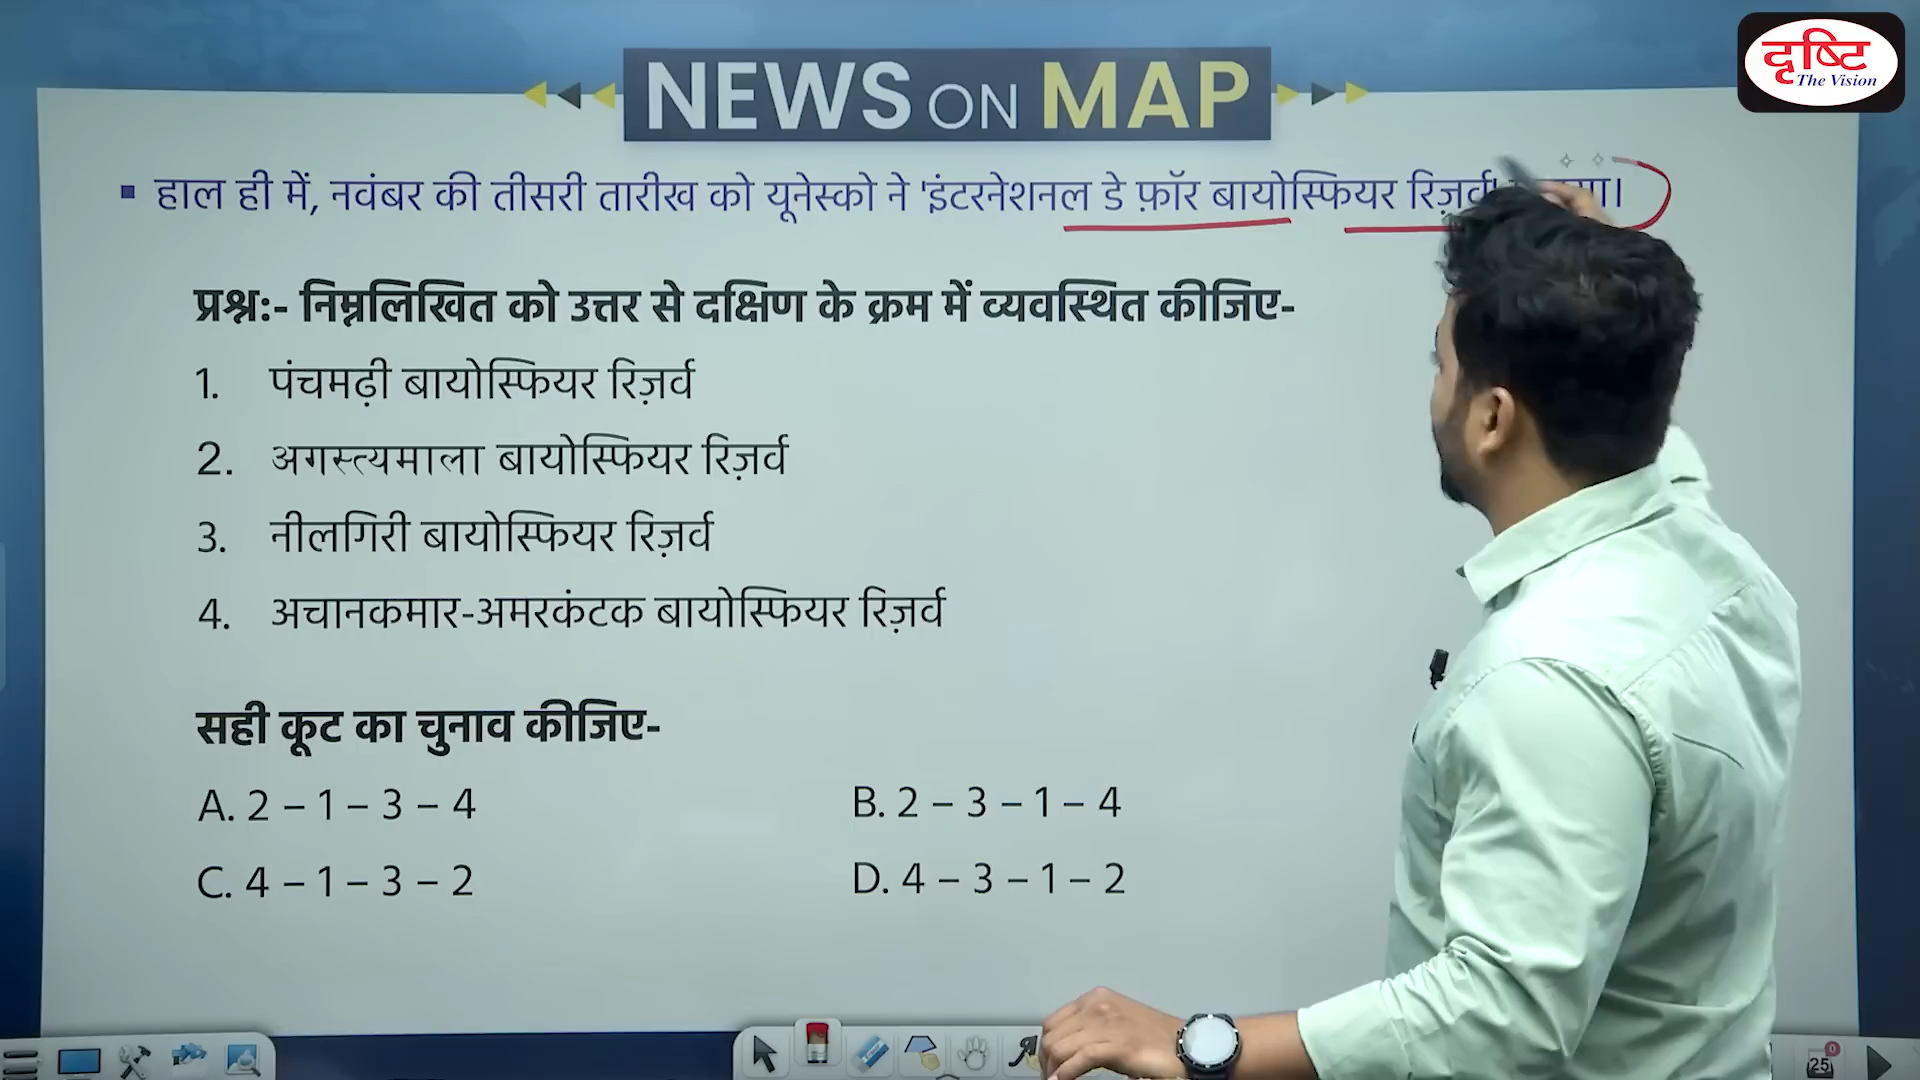 दृष्टि
The Vision
NEWS ON MAP
▪ हाल ही में, नवंबर की तीसरी तारीख को यूनेस्को ने 'इंटरनेशनल डे फ़ॉर बायोस्फियर रिज़र्व'
प्रश्न:- निम्नलिखित को उत्तर से दक्षिण के क्रम में व्यवस्थित कीजिए-
1. पंचमढ़ी बायोस्फियर रिज़र्व
2. अगस्त्यमाला बायोस्फियर रिज़र्व
3. नीलगिरी बायोस्फियर रिज़र्व
4. अचानकमार-अमरकंटक बायोस्फियर रिज़र्व
सही कूट का चुनाव कीजिए-
A. 2 – 1 – 3 – 4
B. 2 – 3 – 1 – 4
C. 4 – 1 – 3 – 2
D. 4 – 3 – 1 – 2
25
0